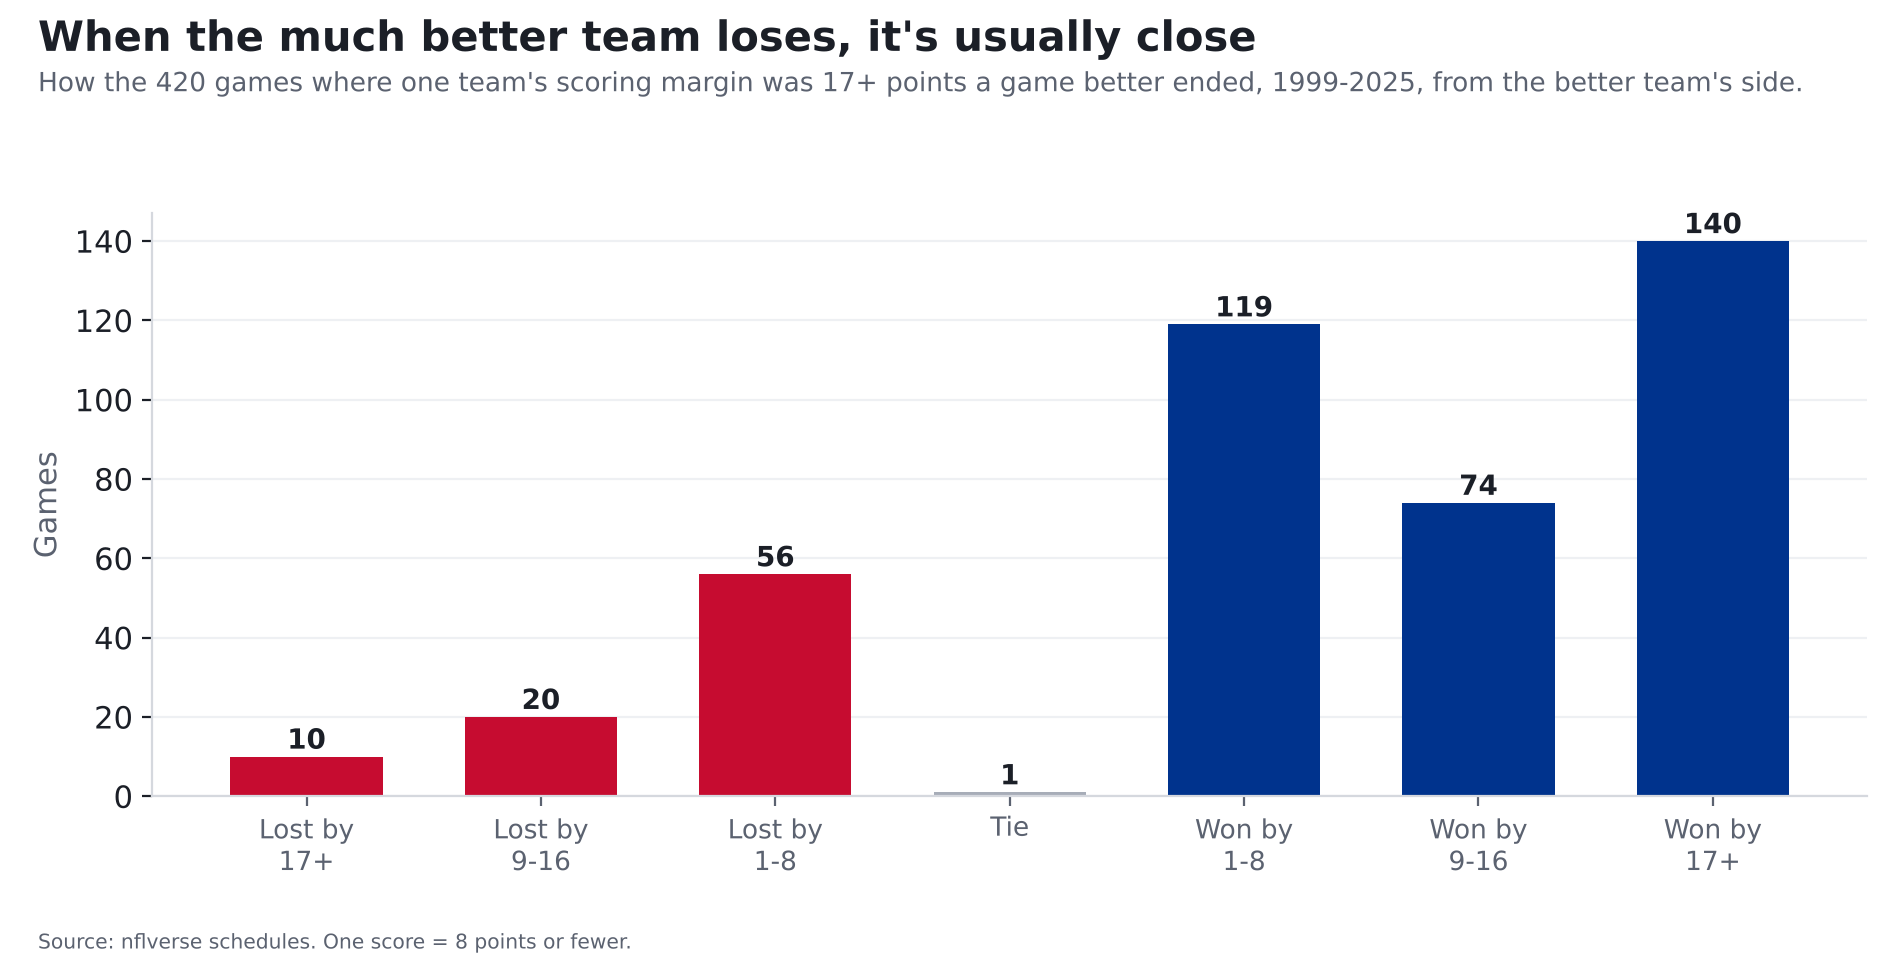 When the much better team loses, it's usually close
How the 420 games where one team's scoring margin was 17+ points a game better ended, 1999-2025, from the better team's side.
Games
140
120
100
80
60
40
20
0
10
20
56
1
119
74
140
Lost by
17+
Lost by
9-16
Lost by
1-8
Tie
Won by
1-8
Won by
9-16
Won by
17+
Source: nflverse schedules. One score = 8 points or fewer.